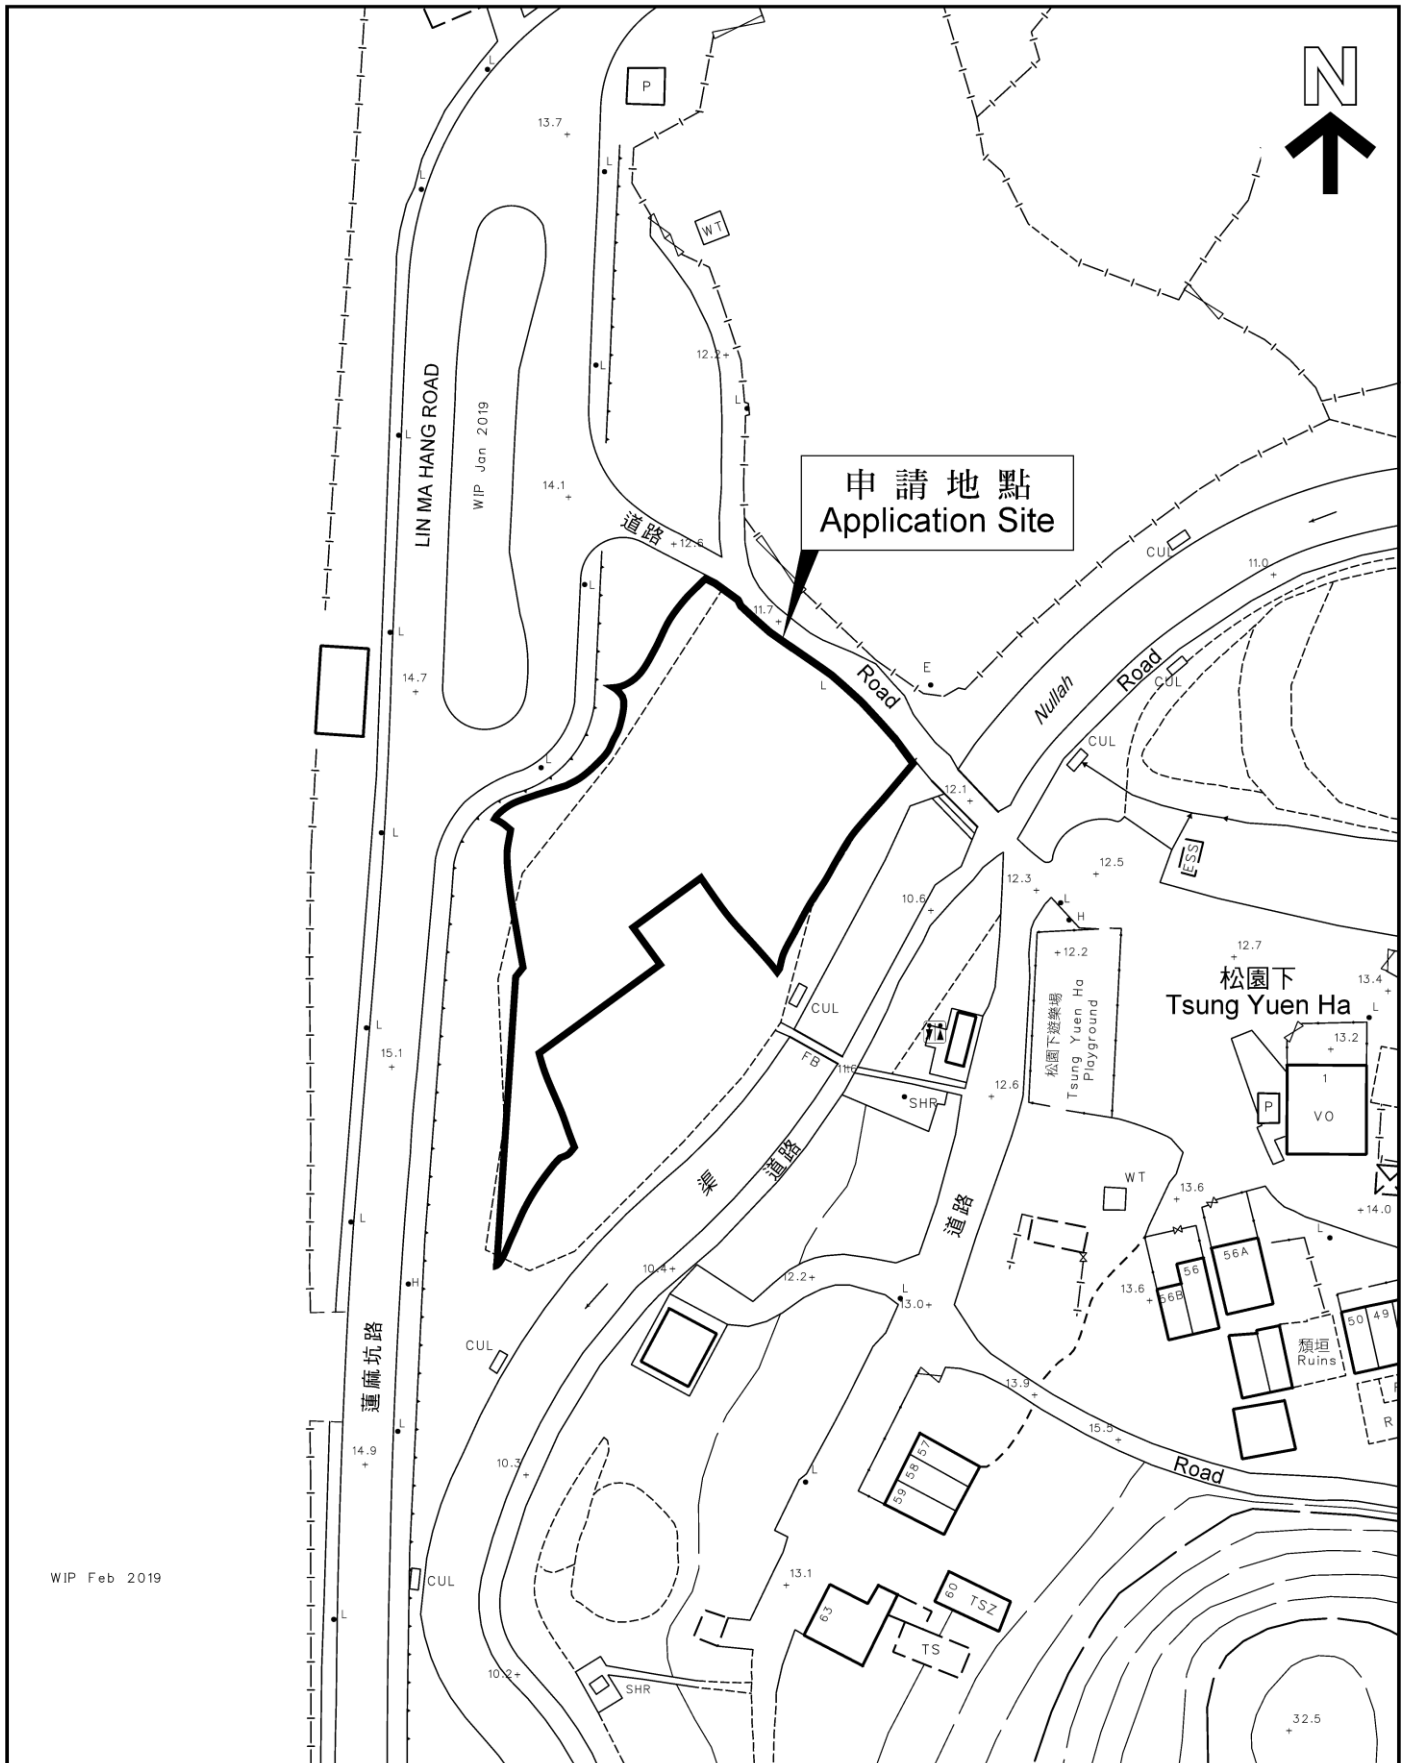 N
P
L
13.7
L
L
WT
12.2
L
L
LIN MA HANG ROAD
WIP Jan 2019
L
申請地點
Application Site
14.1
道路
12.6
CUL
11.0
L
11.7
L
14.7
L
Road
E
Nullah
Road
CUL
CUL
L
12.1
L
ESS
12.5
12.3
10.6
L
H
12.2
12.7
松園下
Tsung Yuen Ha
13.4
L
松園下遊樂場
Tsung Yuen Ha
Playground
CUL
L
15.1
FB
11.6
13.2
1
VO
P
12.6
SHR
渠
道路
道路
WT
13.6
14.0
L
L
56A
56
56B
13.6
10.4
12.2
L
13.0
H
蓮麻坑路
CUL
50
49
頹垣
Ruins
R
13.9
15.5
Road
L
14.9
10.3
57
58
59
L
WIP Feb 2019
CUL
L
13.1
63
60
TSZ
TS
10.2
SHR
32.5